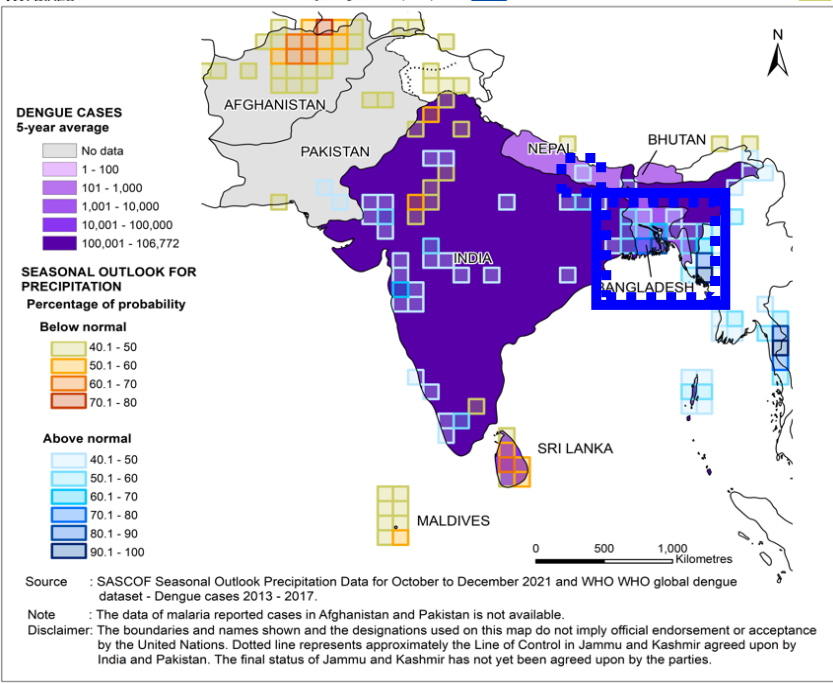 N
DENGUE CASES
5-year average
No data
1 - 100
101 - 1,000
1,001 - 10,000
10,001 - 100,000
100,001 - 106,772
SEASONAL OUTLOOK FOR
PRECIPITATION
Percentage of probability
Below normal
40.1 - 50
50.1 - 60
60.1 - 70
70.1 - 80
Above normal
40.1 - 50
50.1 - 60
60.1 - 70
70.1 - 80
80.1 - 90
90.1 - 100
AFGHANISTAN
PAKISTAN
NEPAL
BHUTAN
INDIA
BANGLADESH
SRI LANKA
MALDIVES
0 500 1,000
Kilometres
Source : SASCOF Seasonal Outlook Precipitation Data for October to December 2021 and WHO WHO global dengue
dataset - Dengue cases 2013 - 2017.
Note : The data of malaria reported cases in Afghanistan and Pakistan is not available.
Disclaimer: The boundaries and names shown and the designations used on this map do not imply official endorsement or acceptance
by the United Nations. Dotted line represents approximately the Line of Control in Jammu and Kashmir agreed upon by
India and Pakistan. The final status of Jammu and Kashmir has not yet been agreed upon by the parties.